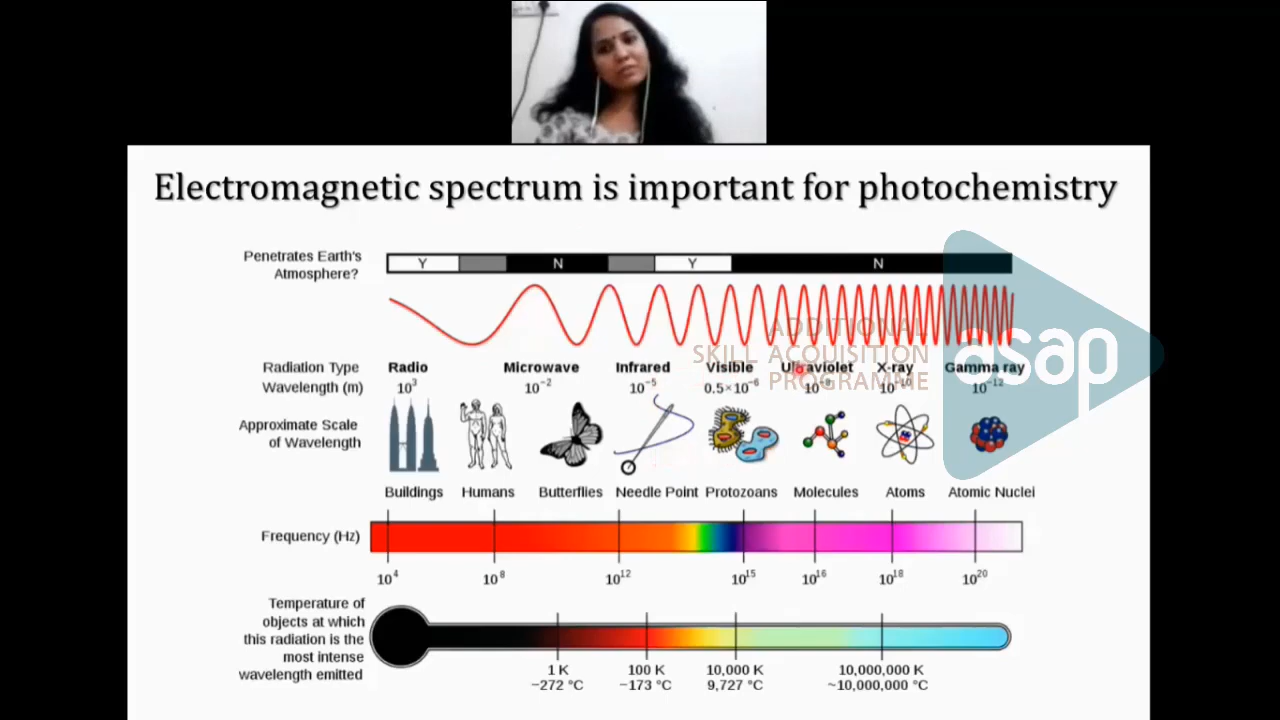 Electromagnetic spectrum is important for photochemistry
Penetrates Earth's
Atmosphere?
Y N Y N
ADDITIONAL
SKILL ACQUISITION
PROGRAMME
asap
Radiation Type Radio Microwave Infrared Visible Ultraviolet X-ray Gamma ray
Wavelength (m) 10³ 10⁻² 10⁻⁵ 0.5×10⁻⁶ 10⁻⁸ 10⁻¹⁰ 10⁻¹²
Approximate Scale
of Wavelength
Buildings Humans Butterflies Needle Point Protozoans Molecules Atoms Atomic Nuclei
Frequency (Hz)
10⁴ 10⁸ 10¹² 10¹⁵ 10¹⁶ 10¹⁸ 10²⁰
Temperature of
objects at which
this radiation is the
most intense
wavelength emitted
1 K 100 K 10,000 K 10,000,000 K
−272 °C −173 °C 9,727 °C ~10,000,000 °C